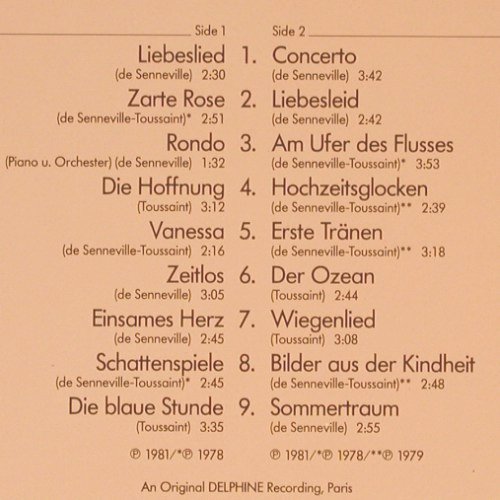 Side 1
Liebeslied 1.
(de Senneville) 2:30
Zarte Rose 2.
(de Senneville-Toussaint)* 2:51
Rondo 3.
(Piano u. Orchester) (de Senneville) 1:32
Die Hoffnung 4.
(Toussaint) 3:12
Vanessa 5.
(de Senneville-Toussaint) 2:16
Zeitlos 6.
(de Senneville) 3:05
Einsames Herz 7.
(de Senneville) 2:45
Schattenspiele 8.
(de Senneville-Toussaint)* 2:45
Die blaue Stunde 9.
(Toussaint) 3:35
℗ 1981/*℗ 1978
Side 2
Concerto
(de Senneville) 3:42
Liebesleid
(de Senneville) 2:42
Am Ufer des Flusses
(de Senneville-Toussaint)* 3:53
Hochzeitsglocken
(de Senneville-Toussaint)** 2:39
Erste Tränen
(de Senneville-Toussaint)** 3:18
Der Ozean
(Toussaint) 2:44
Wiegenlied
(Toussaint) 3:08
Bilder aus der Kindheit
(de Senneville-Toussaint)** 2:48
Sommertraum
(de Senneville) 2:55
℗ 1981/*℗ 1978/**℗ 1979
An Original DELPHINE Recording, Paris